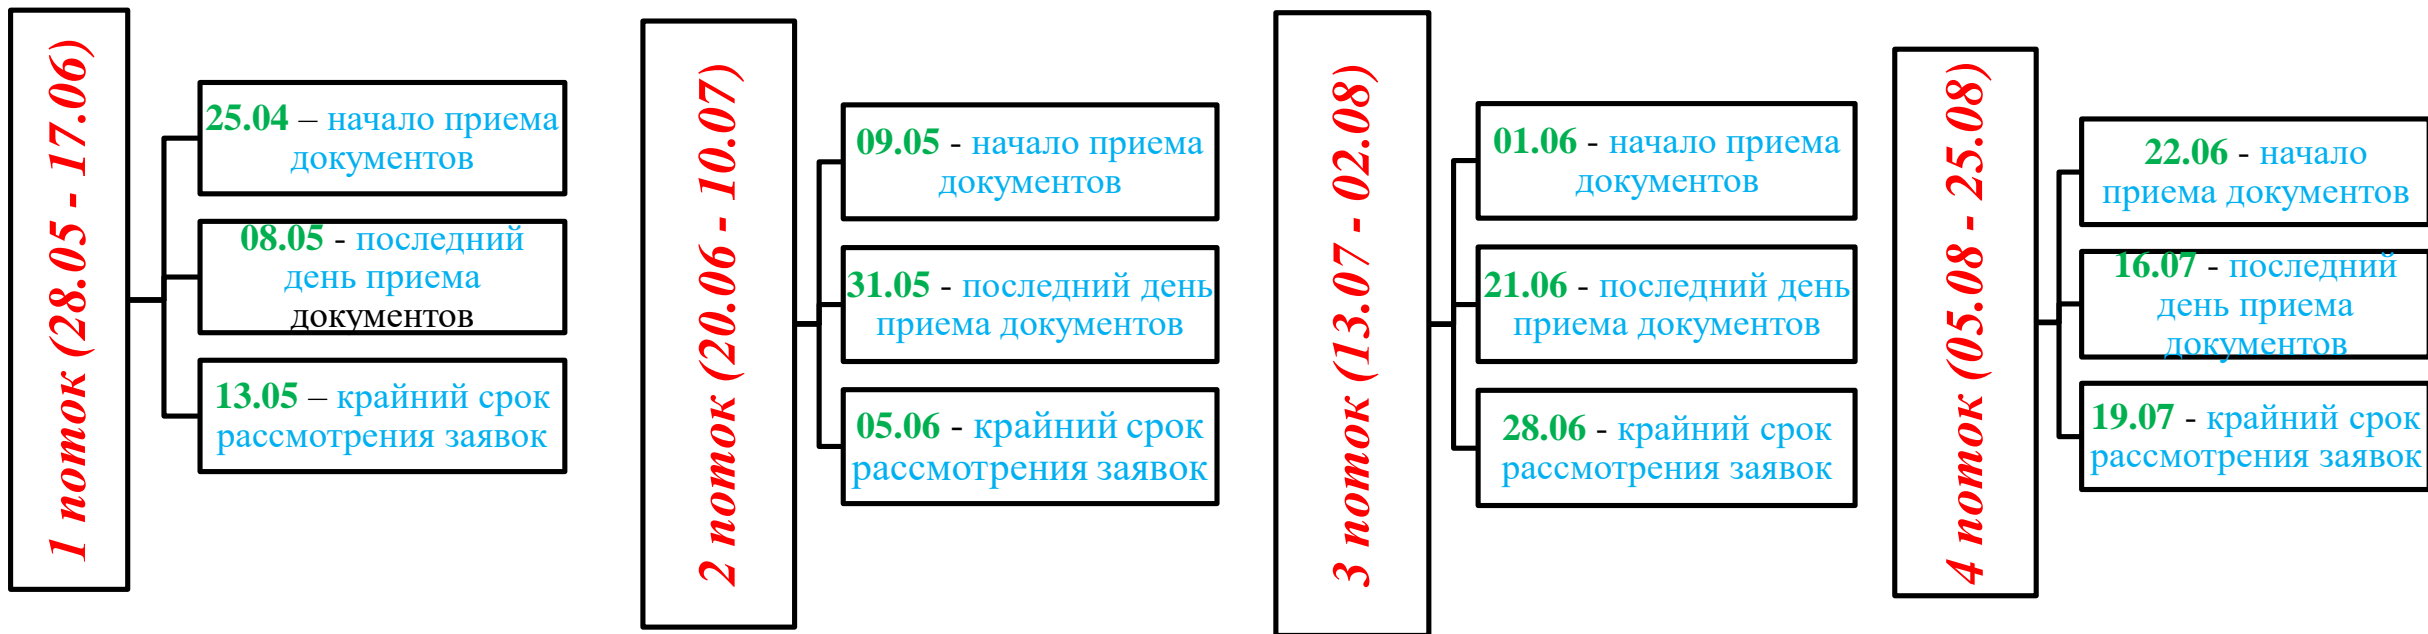 1 поток (28.05 - 17.06)
25.04 – начало приема
документов
08.05 - последний
день приема
документов
13.05 – крайний срок
рассмотрения заявок
2 поток (20.06 - 10.07)
09.05 - начало приема
документов
31.05 - последний день
приема документов
05.06 - крайний срок
рассмотрения заявок
3 поток (13.07 - 02.08)
01.06 - начало приема
документов
21.06 - последний день
приема документов
28.06 - крайний срок
рассмотрения заявок
4 поток (05.08 - 25.08)
22.06 - начало
приема документов
16.07 - последний
день приема
документов
19.07 - крайний срок
рассмотрения заявок